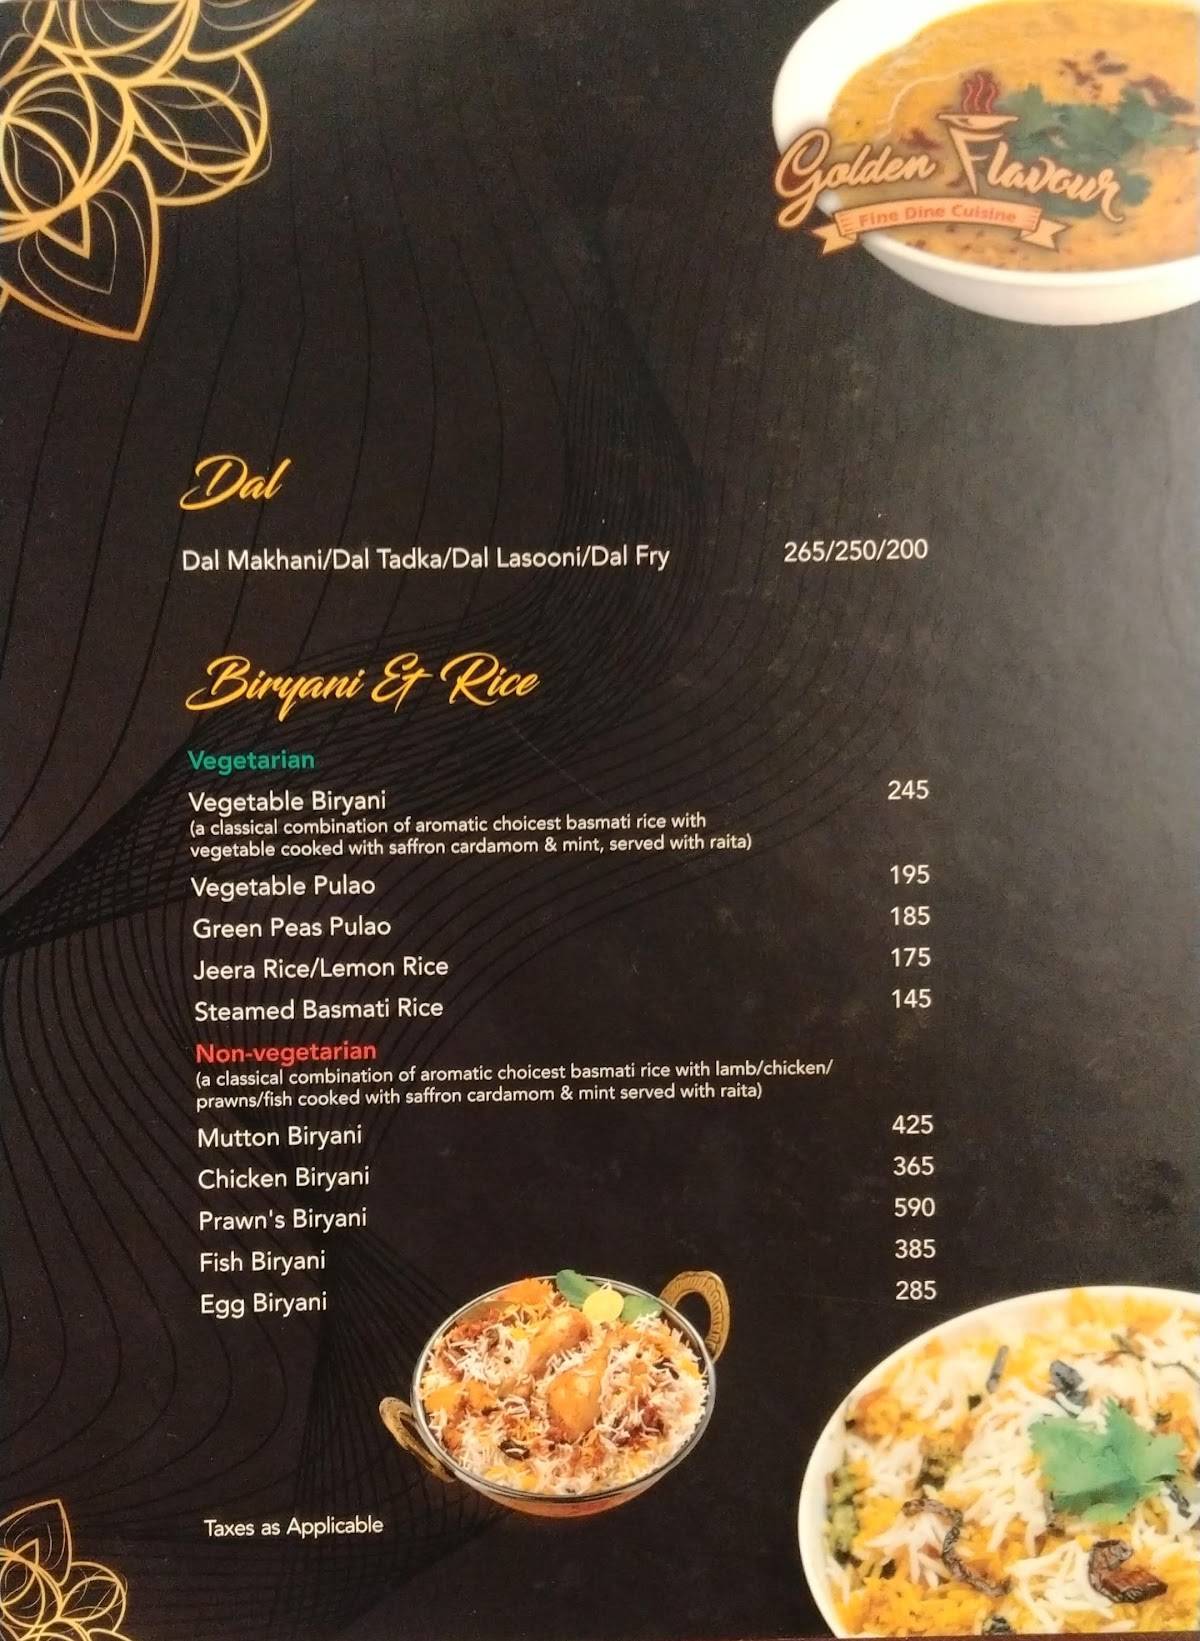 Golden Flavour
Fine Dine Cuisine
Dal
Dal Makhani/Dal Tadka/Dal Lasooni/Dal Fry 265/250/200
Biryani & Rice
Vegetarian
Vegetable Biryani 245
(a classical combination of aromatic choicest basmati rice with
vegetable cooked with saffron cardamom & mint, served with raita)
Vegetable Pulao 195
Green Peas Pulao 185
Jeera Rice/Lemon Rice 175
Steamed Basmati Rice 145
Non-vegetarian
(a classical combination of aromatic choicest basmati rice with lamb/chicken/
prawns/fish cooked with saffron cardamom & mint served with raita)
Mutton Biryani 425
Chicken Biryani 365
Prawn's Biryani 590
Fish Biryani 385
Egg Biryani 285
Taxes as Applicable